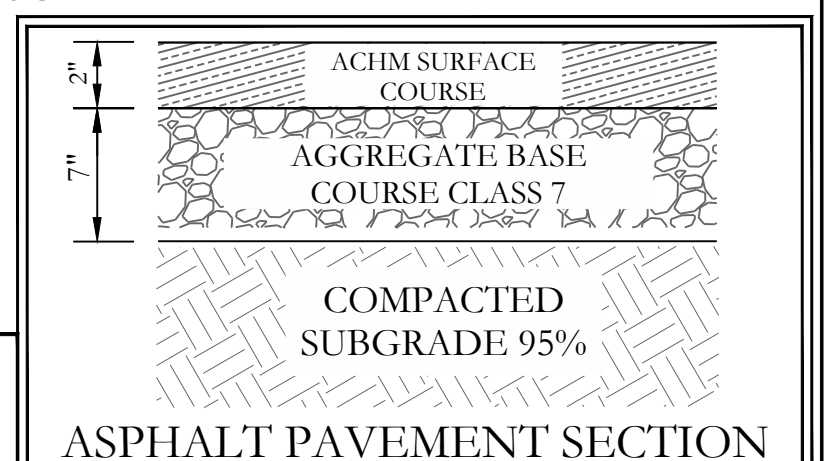 2"
ACHM SURFACE
COURSE
7"
AGGREGATE BASE
COURSE CLASS 7
COMPACTED
SUBGRADE 95%
ASPHALT PAVEMENT SECTION